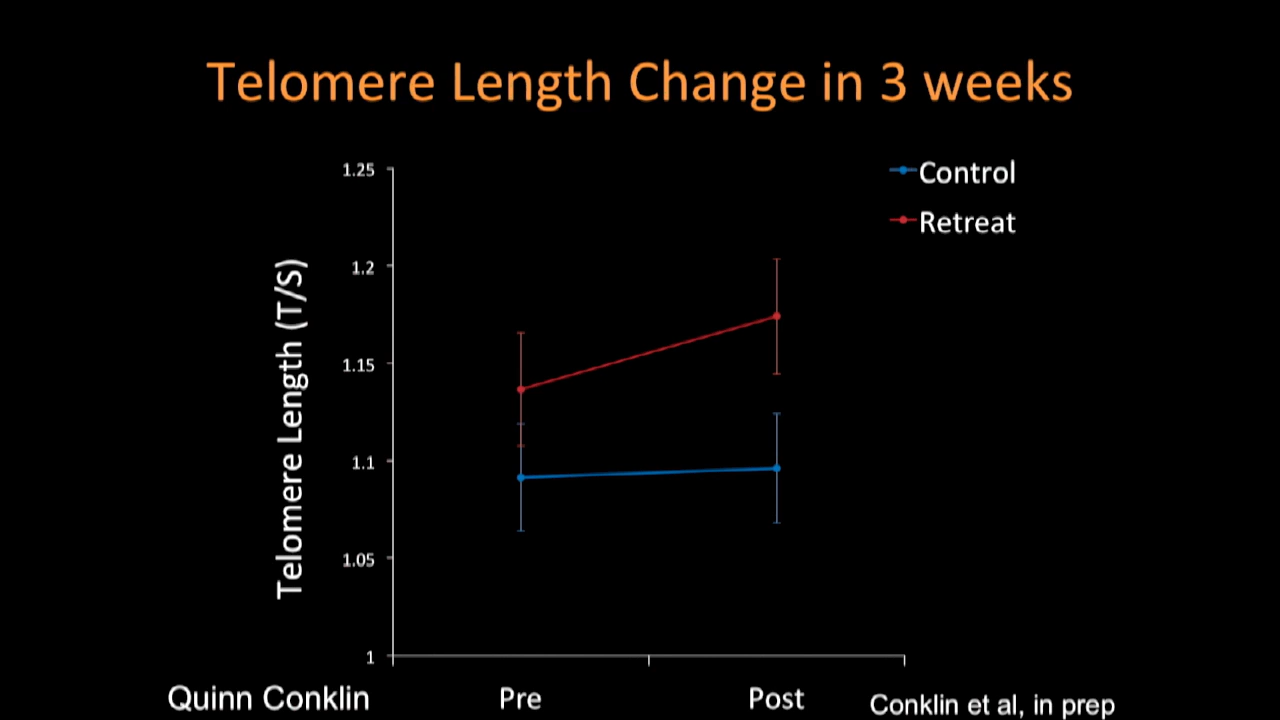 Telomere Length Change in 3 weeks
Control
Retreat
Telomere Length (T/S)
1.25
1.2
1.15
1.1
1.05
1
Pre
Post
Quinn Conklin
Conklin et al, in prep